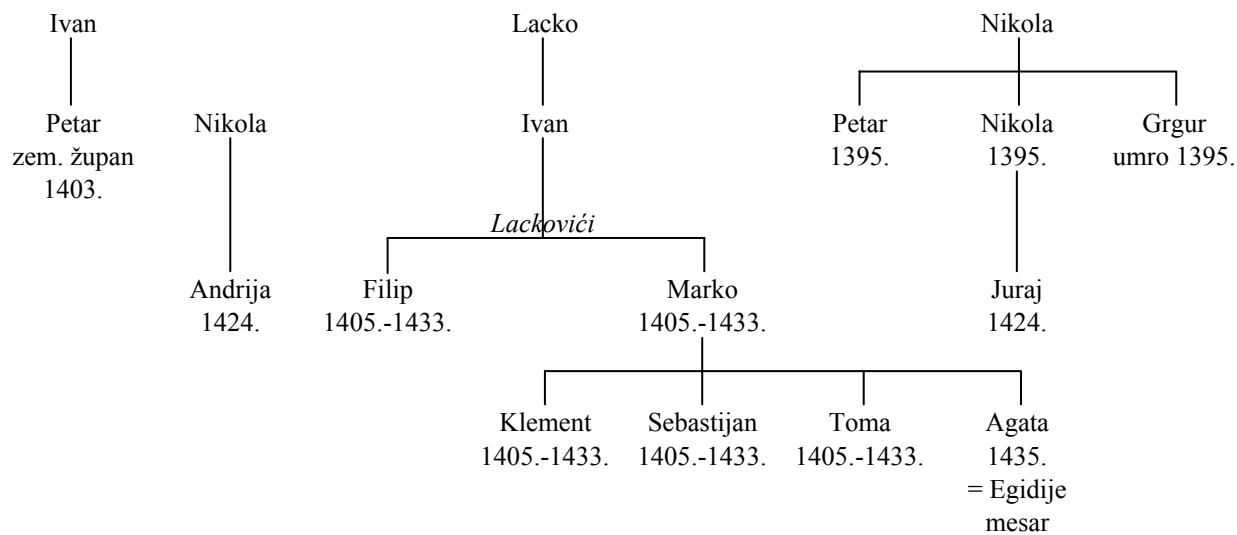 Ivan Lacko Nikola
Petar Nikola Ivan Petar Nikola Grgur
zem. župan 1395. 1395. umro 1395.
1403.
Lackovići
Andrija Filip Marko Juraj
1424. 1405.-1433. 1405.-1433. 1424.
Klement Sebastijan Toma Agata
1405.-1433. 1405.-1433. 1405.-1433. 1435.
= Egidije
mesar